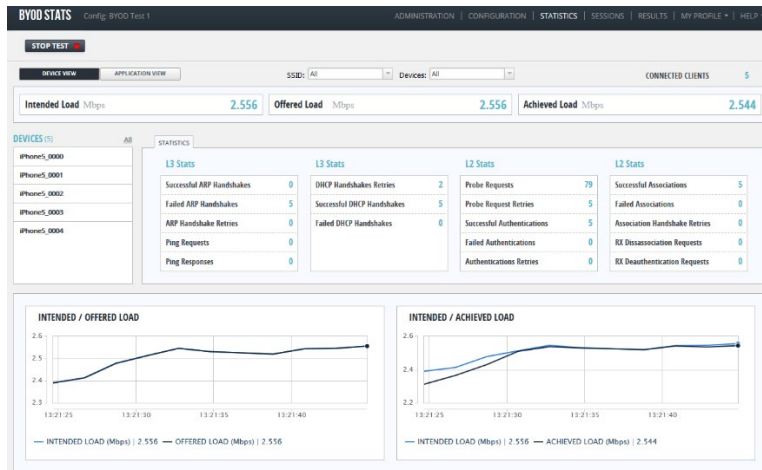 BYOD STATS Config: BYOD Test 1 ADMINISTRATION | CONFIGURATION | STATISTICS | SESSIONS | RESULTS | MY PROFILE | HELP
STOP TEST
DEVICE VIEW APPLICATION VIEW SSID: All Devices: All CONNECTED CLIENTS 5
Intended Load Mbps 2.556 Offered Load Mbps 2.556 Achieved Load Mbps 2.544
DEVICES (5) All
iPhone5_0000
iPhone5_0001
iPhone5_0002
iPhone5_0003
iPhone5_0004
STATISTICS
L3 Stats
Successful ARP Handshakes 0
Failed ARP Handshakes 5
ARP Handshake Retries 0
Ping Requests 0
Ping Responses 0
L3 Stats
DHCP Handshakes Retries 2
Successful DHCP Handshakes 5
Failed DHCP Handshakes 0
L2 Stats
Probe Requests 79
Probe Request Retries 5
Successful Authentications 5
Failed Authentications 0
Authentications Retries 0
L2 Stats
Successful Associations 5
Failed Associations 0
Association Handshake Retries 0
RX Dissassociation Requests 0
RX Deauthentication Requests 0
INTENDED / OFFERED LOAD
2.6
2.5
2.4
2.3
13:21:25 13:21:30 13:21:35 13:21:40
INTENDED LOAD (Mbps) | 2.556 OFFERED LOAD (Mbps) | 2.556
INTENDED / ACHIEVED LOAD
2.6
2.4
2.2
13:21:25 13:21:30 13:21:35 13:21:40
INTENDED LOAD (Mbps) | 2.556 ACHIEVED LOAD (Mbps) | 2.544